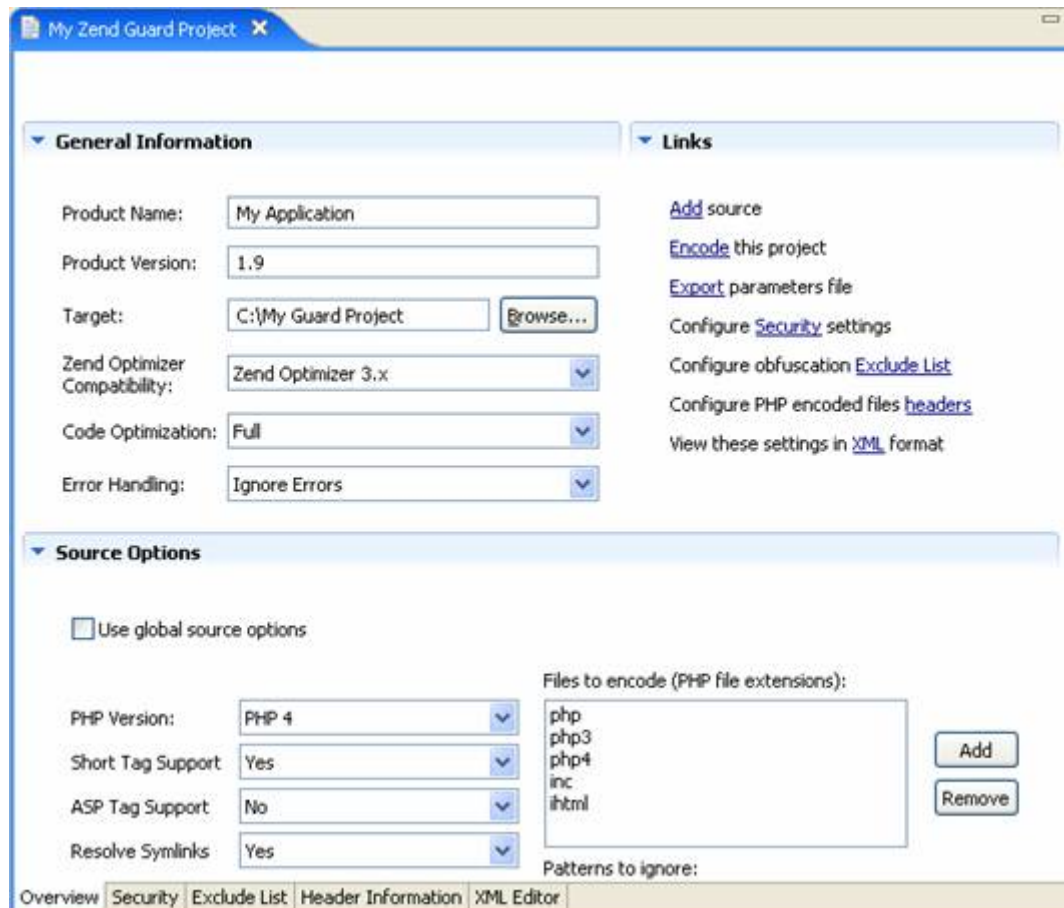 My Zend Guard Project
General Information
Product Name: My Application
Product Version: 1.9
Target: C:\My Guard Project Browse...
Zend Optimizer
Compatibility: Zend Optimizer 3.x
Code Optimization: Full
Error Handling: Ignore Errors
Links
Add source
Encode this project
Export parameters file
Configure Security settings
Configure obfuscation Exclude List
Configure PHP encoded files headers
View these settings in XML format
Source Options
Use global source options
PHP Version: PHP 4
Short Tag Support Yes
ASP Tag Support No
Resolve Symlinks Yes
Files to encode (PHP file extensions):
php
php3
php4
inc
ihtml
Add
Remove
Patterns to ignore:
Overview Security Exclude List Header Information XML Editor